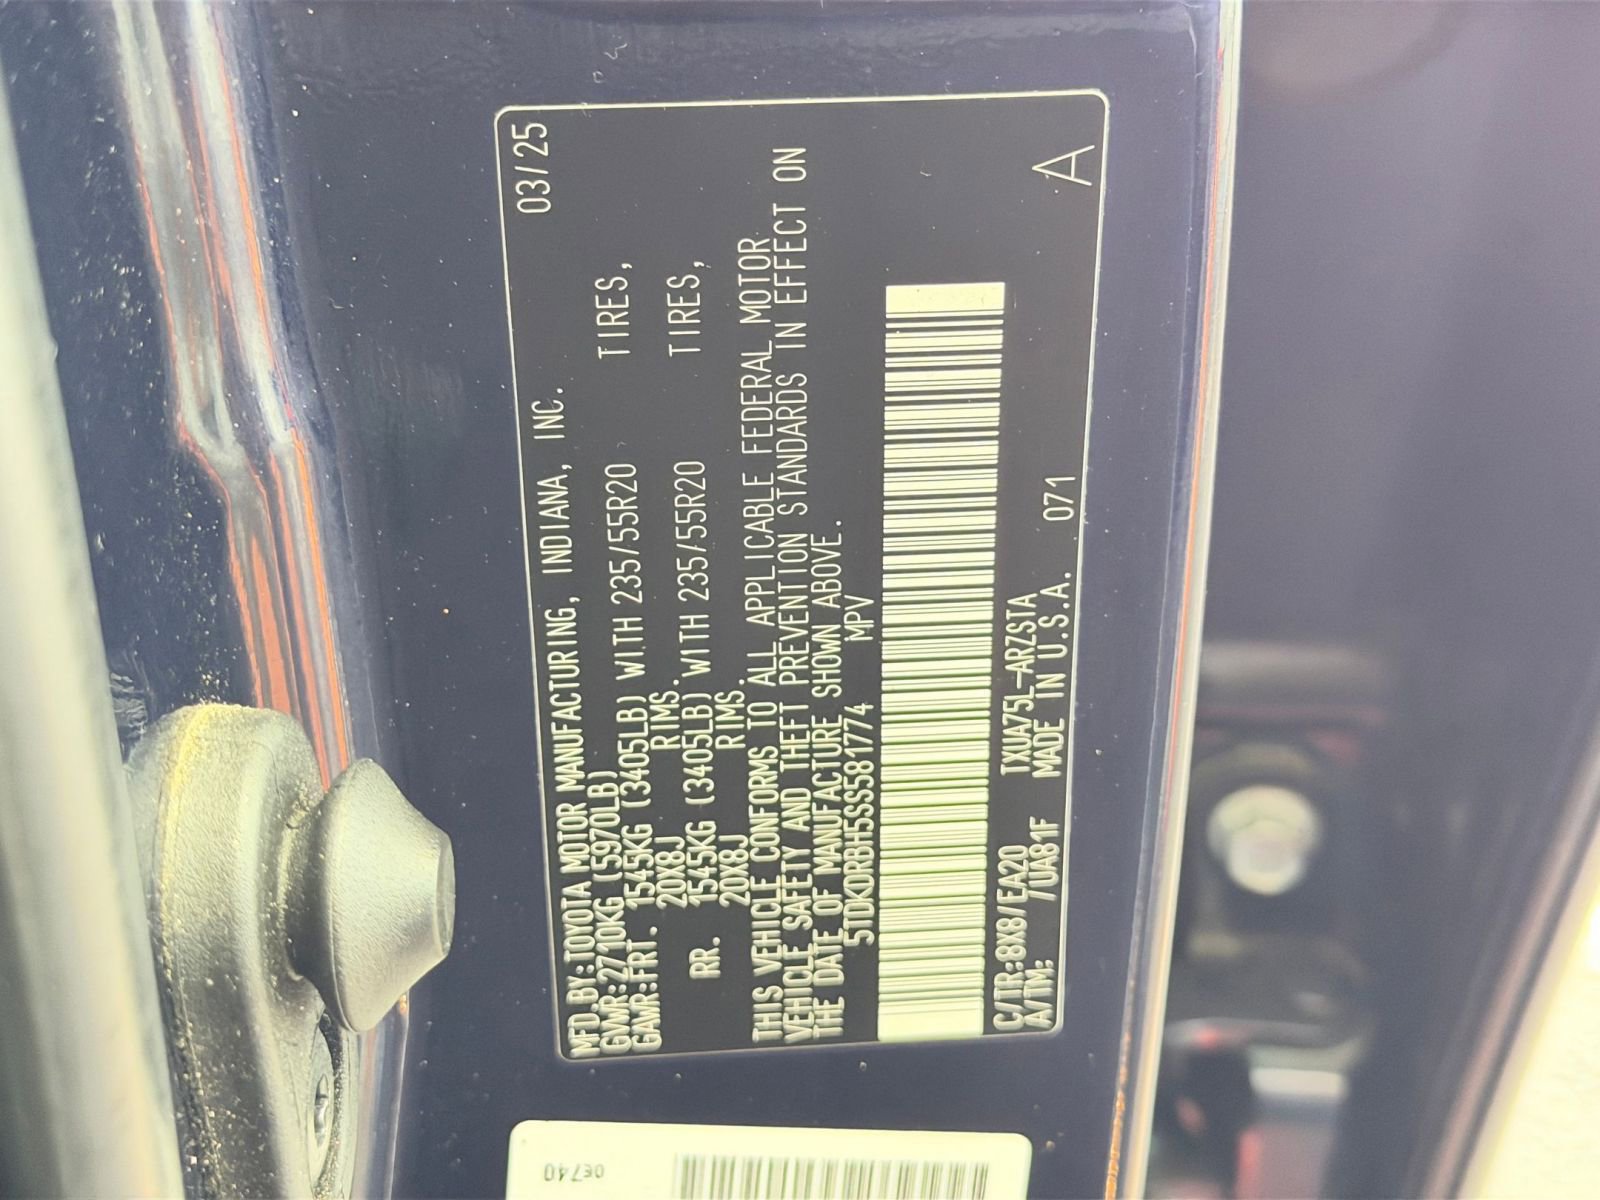 MFD.BY:TOYOTA MOTOR MANUFACTURING, INDIANA, INC. 03/25
GVWR:2710KG (5970LB)
GAWR:FRT. 1545KG (3405LB) WITH 235/55R20 TIRES,
20X8J RIMS.
RR. 1545KG (3405LB) WITH 235/55R20 TIRES,
20X8J RIMS.
THIS VEHICLE CONFORMS TO ALL APPLICABLE FEDERAL MOTOR
VEHICLE SAFETY AND THEFT PREVENTION STANDARDS IN EFFECT ON
THE DATE OF MANUFACTURE SHOWN ABOVE.
5TDKDRBH5SS581774 MPV
C/TR:8X8/EA20 TXUA75L-ARZSTA
A/TM: /UA81F MADE IN U.S.A. 071 A
0E740